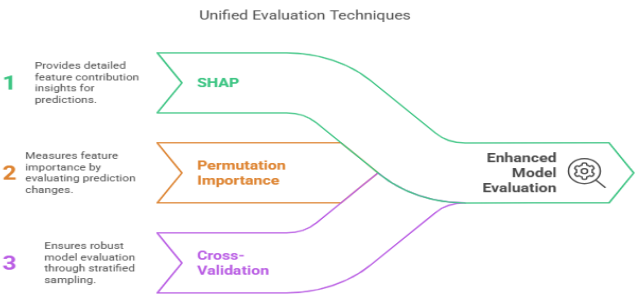 Unified Evaluation Techniques
1
Provides detailed
feature contribution
insights for
predictions.
SHAP
2
Measures feature
importance by
evaluating prediction
changes.
Permutation
Importance
3
Ensures robust
model evaluation
through stratified
sampling.
Cross-
Validation
Enhanced
Model
Evaluation